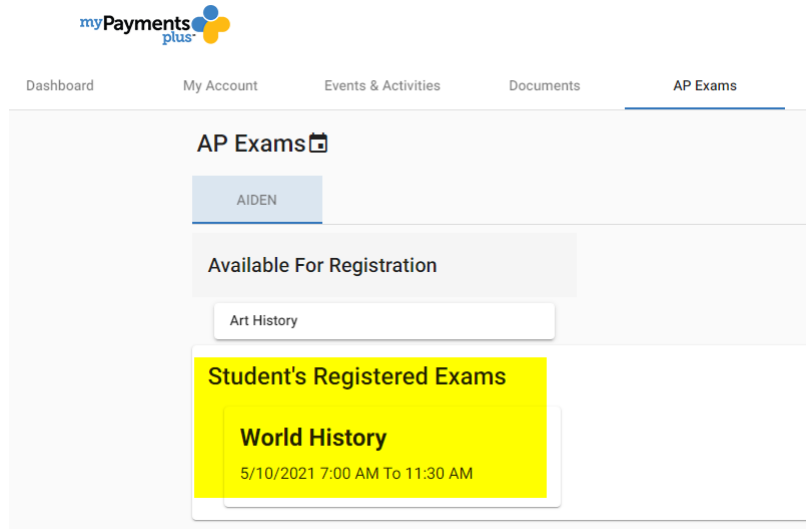 myPayments
plus
Dashboard My Account Events & Activities Documents AP Exams
AP Exams
AIDEN
Available For Registration
Art History
Student's Registered Exams
World History
5/10/2021 7:00 AM To 11:30 AM